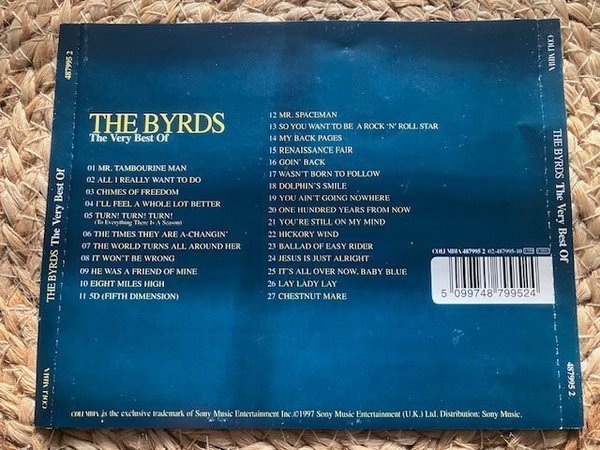 THE BYRDS
The Very Best Of
01 MR. TAMBOURINE MAN
02 ALL I REALLY WANT TO DO
03 CHIMES OF FREEDOM
04 I'LL FEEL A WHOLE LOT BETTER
05 TURN! TURN! TURN!
(To Everything There Is A Season)
06 THE TIMES THEY ARE A-CHANGIN'
07 THE WORLD TURNS ALL AROUND HER
08 IT WON'T BE WRONG
09 HE WAS A FRIEND OF MINE
10 EIGHT MILES HIGH
11 5D (FIFTH DIMENSION)
12 MR. SPACEMAN
13 SO YOU WANT TO BE A ROCK 'N' ROLL STAR
14 MY BACK PAGES
15 RENAISSANCE FAIR
16 GOIN' BACK
17 WASN'T BORN TO FOLLOW
18 DOLPHIN'S SMILE
19 YOU AIN'T GOING NOWHERE
20 ONE HUNDRED YEARS FROM NOW
21 YOU'RE STILL ON MY MIND
22 HICKORY WIND
23 BALLAD OF EASY RIDER
24 JESUS IS JUST ALRIGHT
25 IT'S ALL OVER NOW, BABY BLUE
26 LAY LADY LAY
27 CHESTNUT MARE
COLUMBIA 487995 2 02-487995-10
5 099748 799524
COLUMBIA is the exclusive trademark of Sony Music Entertainment Inc.©1997 Sony Music Entertainment (U.K.) Ltd. Distribution: Sony Music.
COLUMBIA THE BYRDS The Very Best Of 487995 2
COLUMBIA THE BYRDS The Very Best Of 487995 2